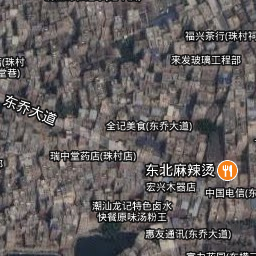 福兴茶行(珠村祠
来发玻璃工程部
(珠村
堂巷)
东乔大道
全记美食(东乔大道)
瑞中堂药店(珠村店)
东北麻辣烫
宏兴木器店
中国电信(东
潮汕龙记特色卤水
快餐原味汤粉王
惠友通讯(东乔大道)